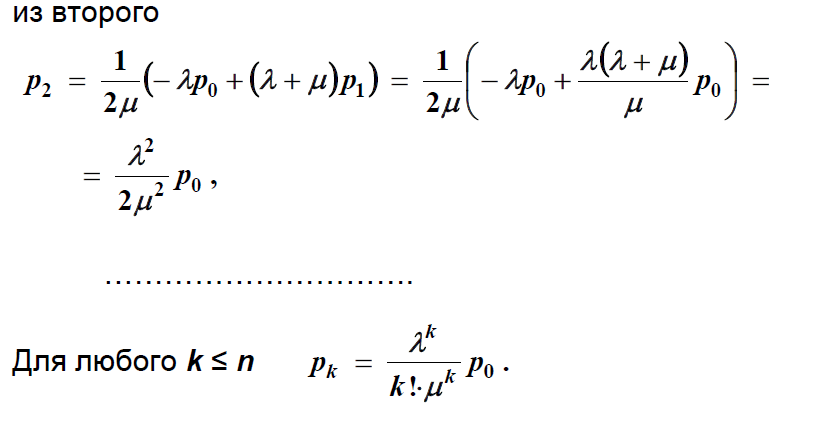 из второго
p₂ = 1/(2μ) (− λp₀ + (λ + μ)p₁) = 1/(2μ) (− λp₀ + λ(λ + μ)/μ p₀) =
= λ²/(2μ²) p₀ ,
…………………………
Для любого k ≤ n p_k = λ^k/(k!·μ^k) p₀ .